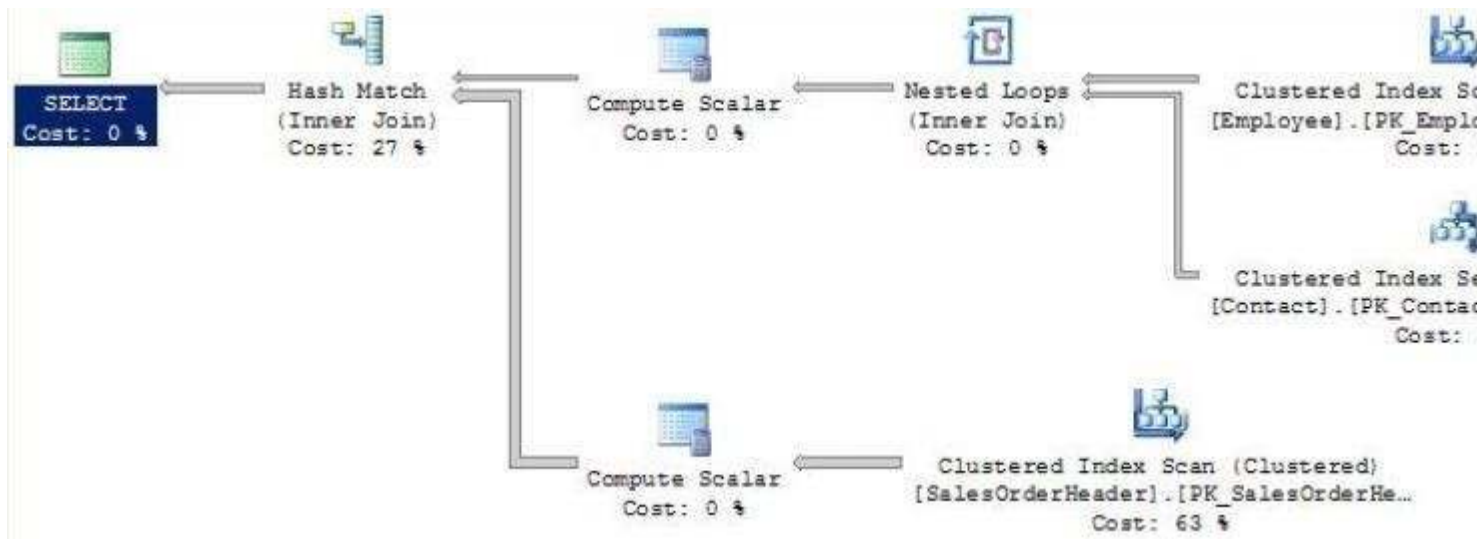 SELECT
Cost: 0 %
Hash Match
(Inner Join)
Cost: 27 %
Compute Scalar
Cost: 0 %
Nested Loops
(Inner Join)
Cost: 0 %
Clustered Index Sc
[Employee].[PK_Emplo
Cost:
Clustered Index Se
[Contact].[PK_Contac
Cost:
Compute Scalar
Cost: 0 %
Clustered Index Scan (Clustered)
[SalesOrderHeader].[PK_SalesOrderHe…
Cost: 63 %